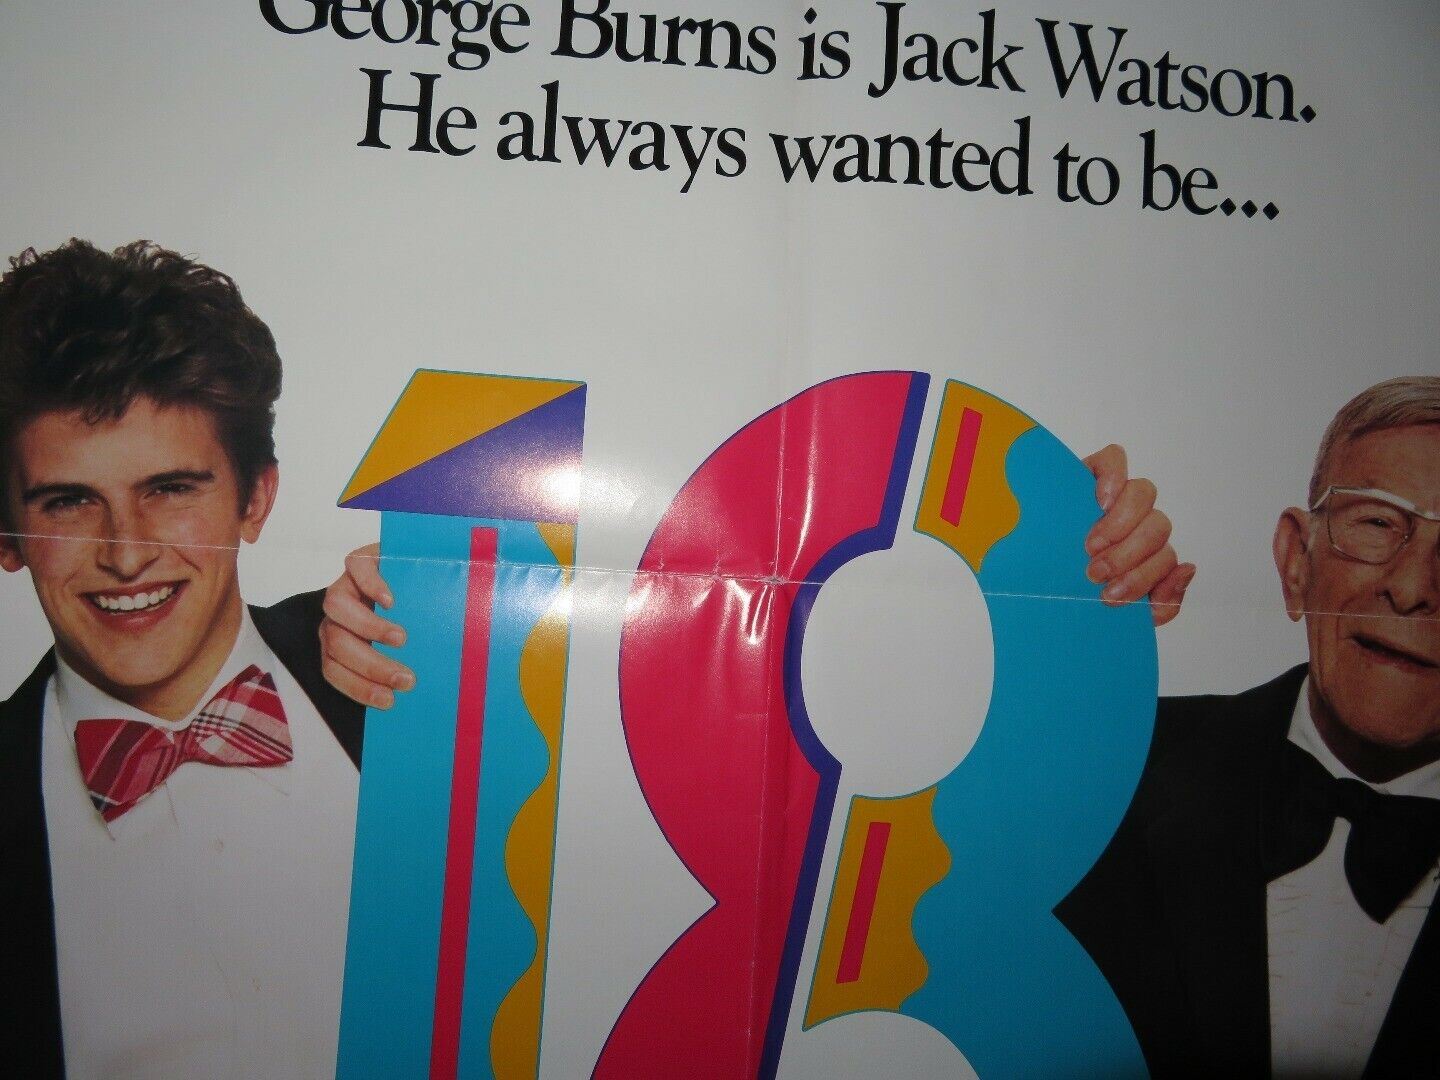 George Burns is Jack Watson.
He always wanted to be...
18